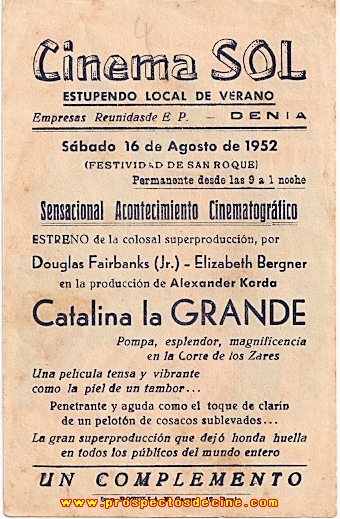 Cinema SOL
ESTUPENDO LOCAL DE VERANO
Empresas Reunidasde E P. — DENIA
Sábado 16 de Agosto de 1952
(FESTIVIDAD DE SAN ROQUE)
Permanente desde las 9 a 1 noche
Sensacional Acontecimiento Cinematográfico
ESTRENO de la colosal superproducción, por
Douglas Fairbanks (Jr.) - Elizabeth Bergner
en la producción de Alexander Korda
Catalina la GRANDE
Pompa, esplendor, magnificencia
en la Corte de los Zares
Una película tensa y vibrante
como la piel de un tambor...
Penetrante y aguda como el toque de clarín
de un pelotón de cosacos sublevados...
La gran superproducción que dejó honda huella
en todos los públicos del mundo entero
UN COMPLEMENTO
www.prospectosdecine.com